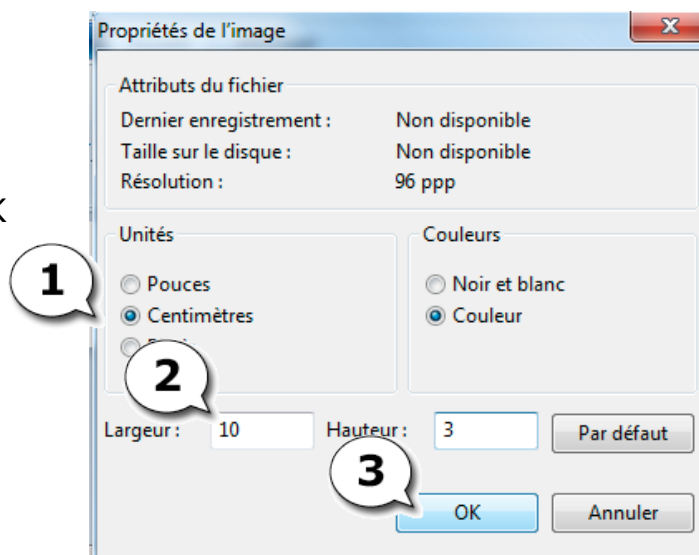 Propriétés de l'image
Attributs du fichier
Dernier enregistrement : Non disponible
Taille sur le disque : Non disponible
Résolution : 96 ppp
Unités
Couleurs
1
Pouces
Noir et blanc
Centimètres
Couleur
2
Largeur : 10 Hauteur : 3 Par défaut
3
OK Annuler